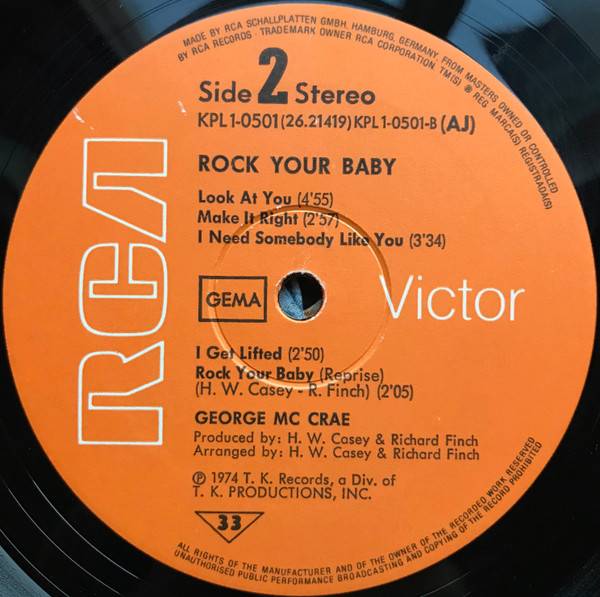 MADE BY RCA SCHALLPLATTEN GMBH, HAMBURG, GERMANY, FROM MASTERS OWNED OR CONTROLLED
BY RCA RECORDS · TRADEMARK OWNER RCA CORPORATION. TM(S) ® REG · MARCA(S) REGISTRADA(S)
Side 2 Stereo
KPL 1-0501 (26.21419) KPL 1-0501-B (AJ)
ROCK YOUR BABY
Look At You (4'55)
Make It Right (2'57)
I Need Somebody Like You (3'34)
RCA
GEMA
Victor
I Get Lifted (2'50)
Rock Your Baby (Reprise)
(H. W. Casey - R. Finch) (2'05)
GEORGE MC CRAE
Produced by: H. W. Casey & Richard Finch
Arranged by: H. W. Casey & Richard Finch
℗ 1974 T. K. Records, a Div. of
T. K. PRODUCTIONS, INC.
33
ALL RIGHTS OF THE MANUFACTURER AND OF THE OWNER OF THE RECORDED WORK RESERVED
UNAUTHORISED PUBLIC PERFORMANCE BROADCASTING AND COPYING OF THE RECORD PROHIBITED